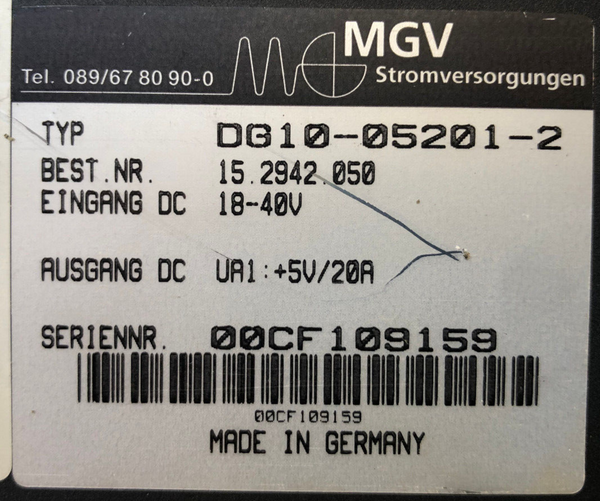 MGV
Tel. 089/67 80 90-0
Stromversorgungen
TYP DG10-05201-2
BEST.NR. 15.2942.050
EINGANG DC 18-40V
AUSGANG DC UA1:+5V/20A
SERIENNR. 00CF109159
00CF109159
MADE IN GERMANY